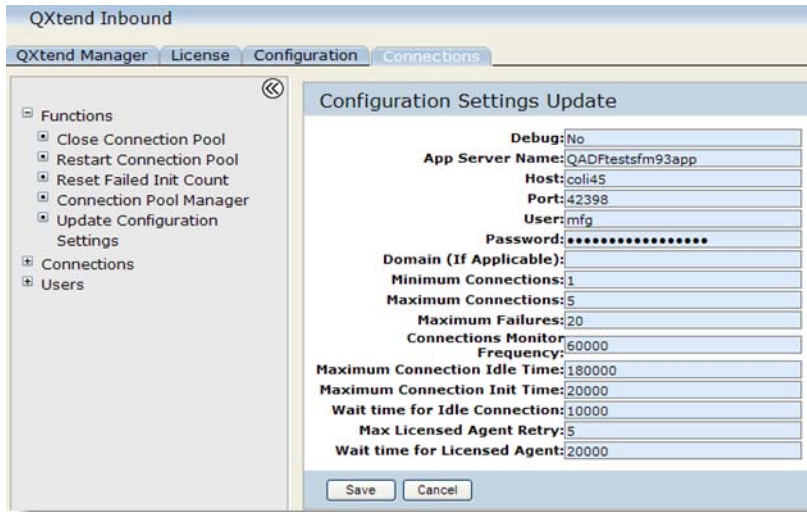 QXtend Inbound
QXtend Manager License Configuration Connections
Functions
Close Connection Pool
Restart Connection Pool
Reset Failed Init Count
Connection Pool Manager
Update Configuration
Settings
Connections
Users
Configuration Settings Update
Debug: No
App Server Name: QADFtestsfm93app
Host: coli45
Port: 42398
User: mfg
Password: •••••••••••••••••
Domain (If Applicable):
Minimum Connections: 1
Maximum Connections: 5
Maximum Failures: 20
Connections Monitor
Frequency: 60000
Maximum Connection Idle Time: 180000
Maximum Connection Init Time: 20000
Wait time for Idle Connection: 10000
Max Licensed Agent Retry: 5
Wait time for Licensed Agent: 20000
Save Cancel